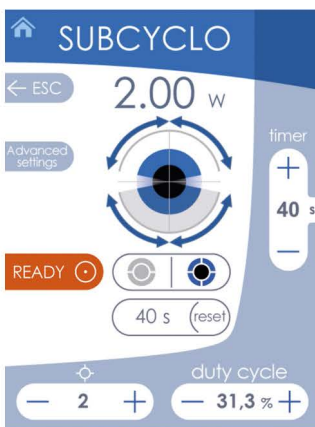 SUBCYCLO
← ESC
2.00 w
Advanced
settings
timer
+
40 s
−
READY
40 s (reset
− 2 +
duty cycle
− 31,3 % +